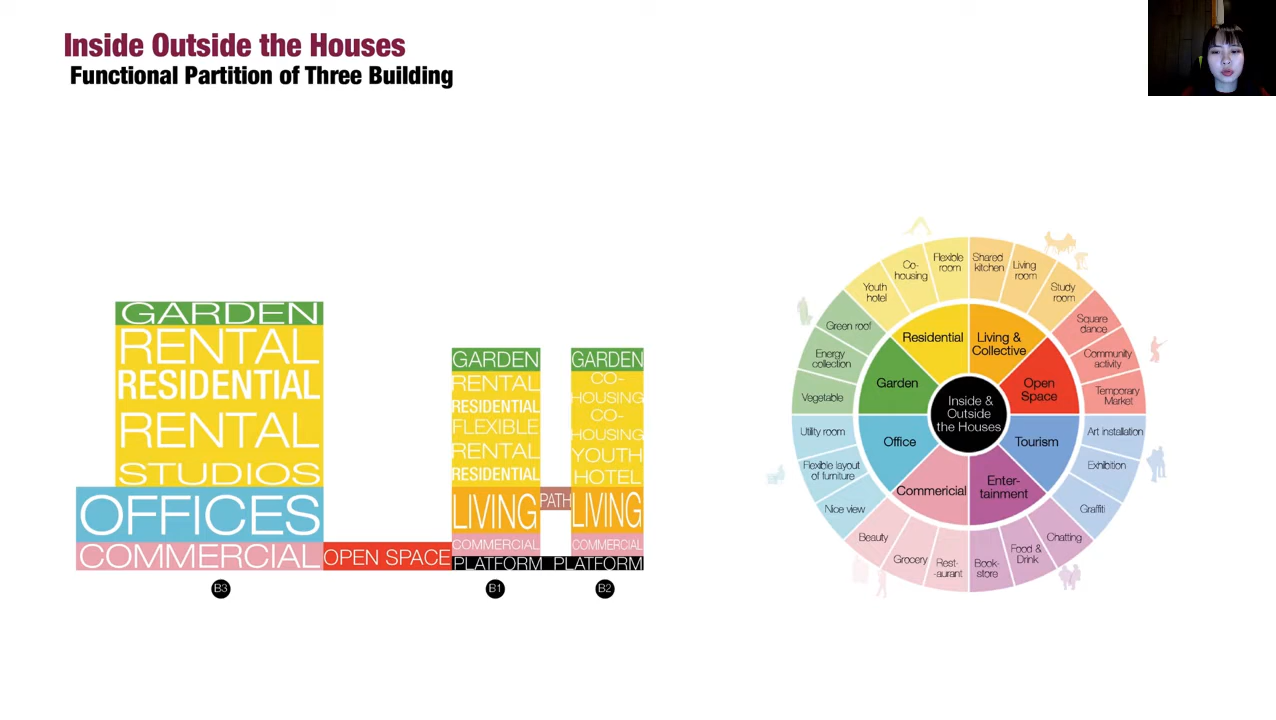 Inside Outside the Houses
Functional Partition of Three Building
GARDEN
RENTAL
RESIDENTIAL
RENTAL
STUDIOS
OFFICES
COMMERCIAL
OPEN SPACE
GARDEN
RENTAL
RESIDENTIAL
FLEXIBLE
RENTAL
RESIDENTIAL
LIVING
COMMERCIAL
PLATFORM
PATH
GARDEN
CO-
HOUSING
CO-
HOUSING
YOUTH
HOTEL
LIVING
COMMERCIAL
PLATFORM
B3
B1
B2
Inside &
Outside
the Houses
Residential
Living &
Collective
Open
Space
Tourism
Enter-
tainment
Commericial
Office
Garden
Youth
hotel
Co-
housing
Flexible
room
Shared
kitchen
Living
room
Study
room
Square
dance
Community
activity
Temporary
Market
Art installation
Exhibition
Graffiti
Chatting
Food &
Drink
Book-
store
Rest-
-aurant
Grocery
Beauty
Nice view
Flexible layout
of furniture
Utility room
Vegetable
Energy
collection
Green roof